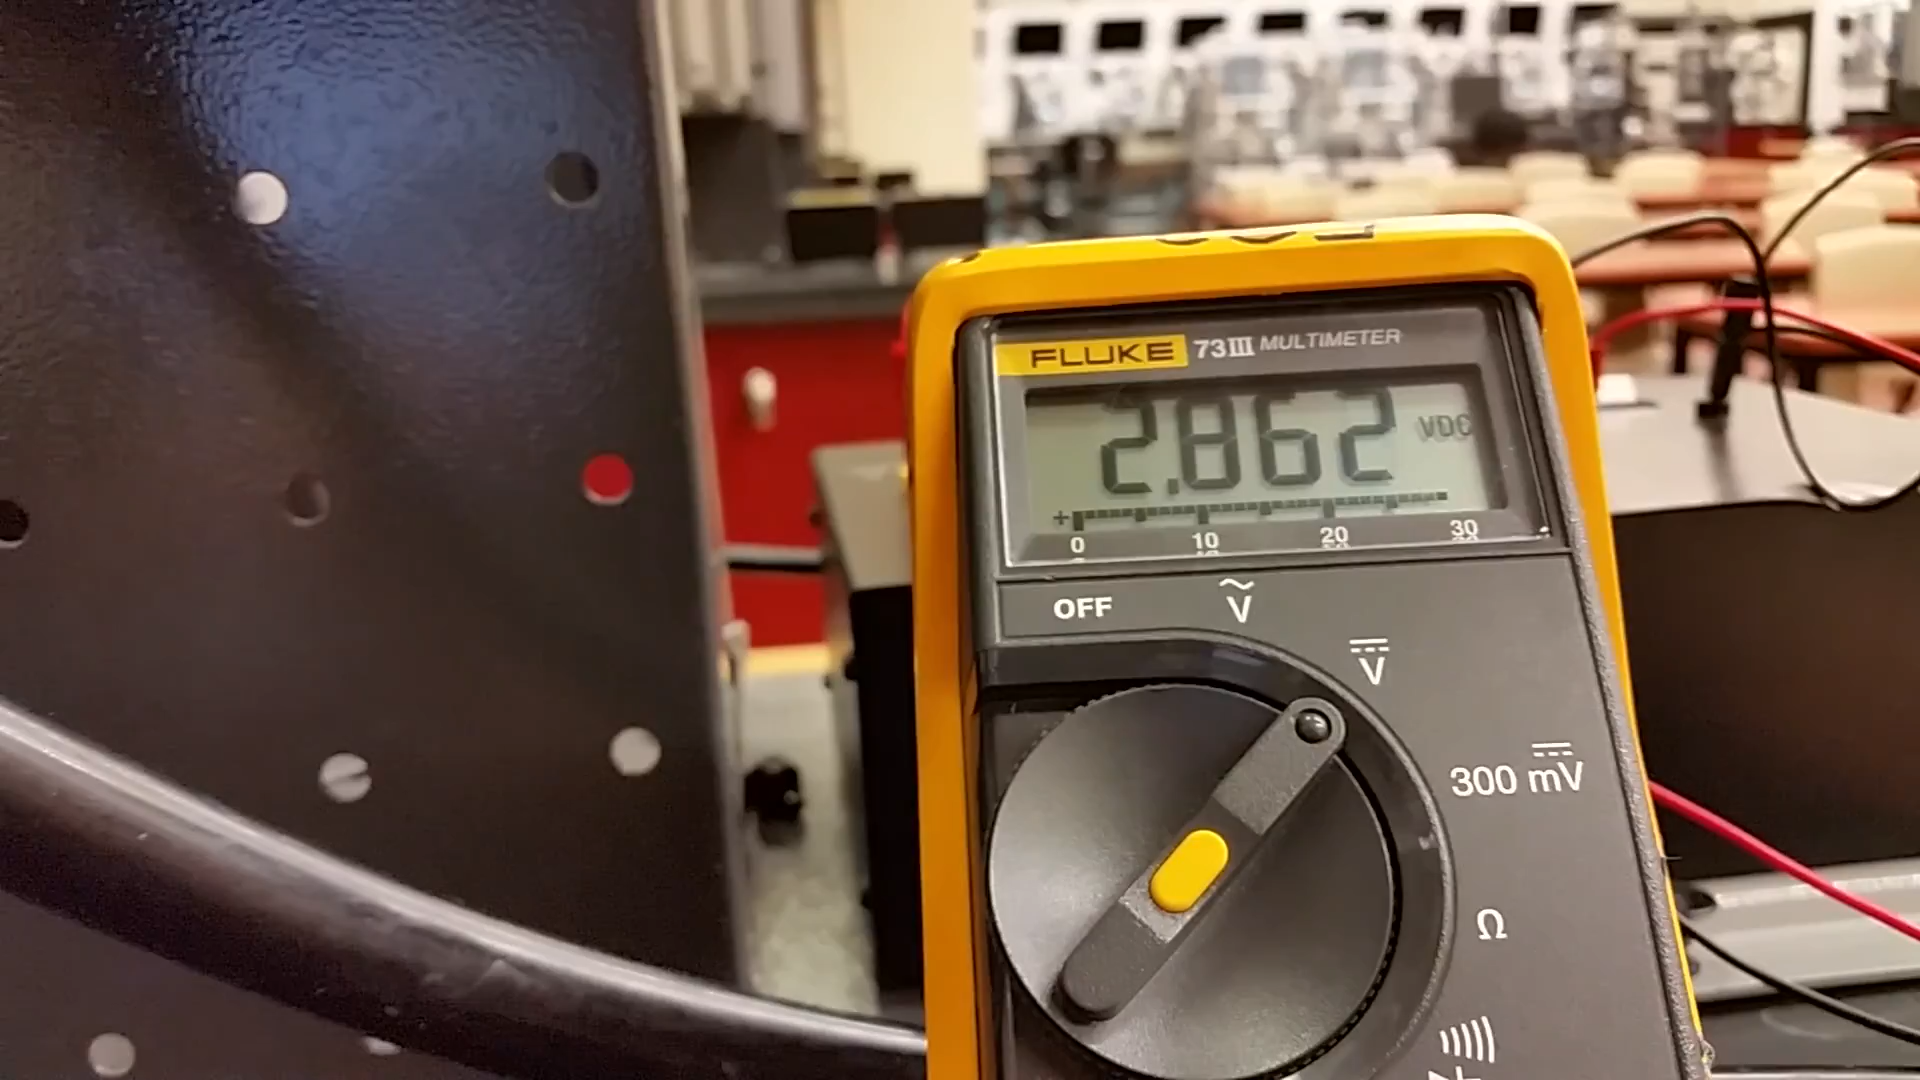 FLUKE 73III MULTIMETER
2.862 VDC
+
0 10 20 30
OFF
V
V
300 mV
Ω